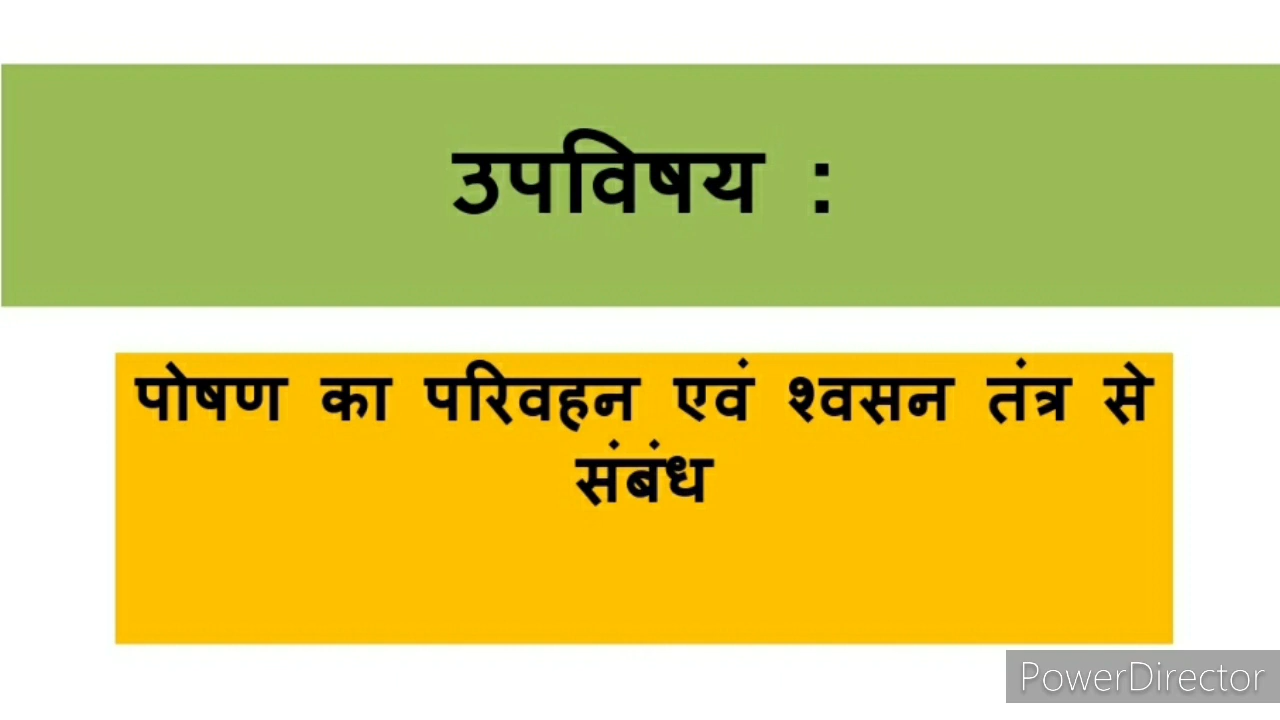 उपविषय :
पोषण का परिवहन एवं श्वसन तंत्र से
संबंध
PowerDirector